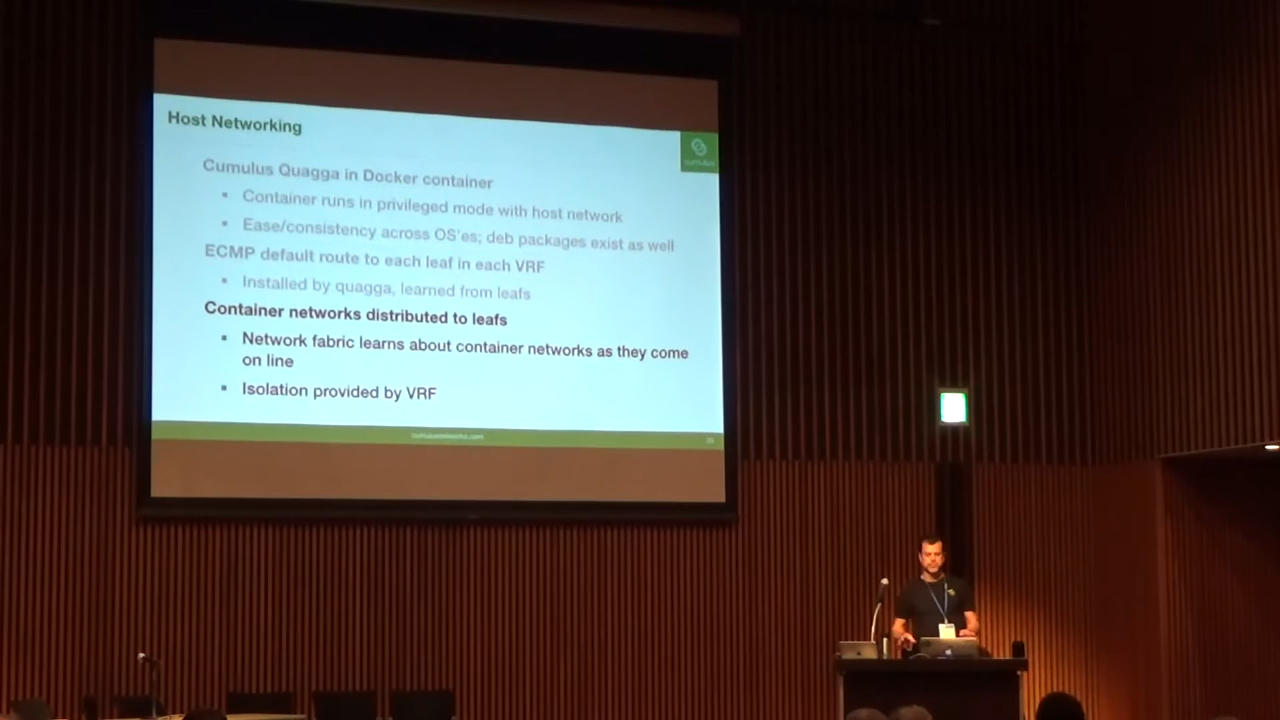 Host Networking
Cumulus Quagga in Docker container
Container runs in privileged mode with host network
Ease/consistency across OS'es; deb packages exist as well
ECMP default route to each leaf in each VRF
Installed by quagga, learned from leafs
Container networks distributed to leafs
Network fabric learns about container networks as they come
on line
Isolation provided by VRF